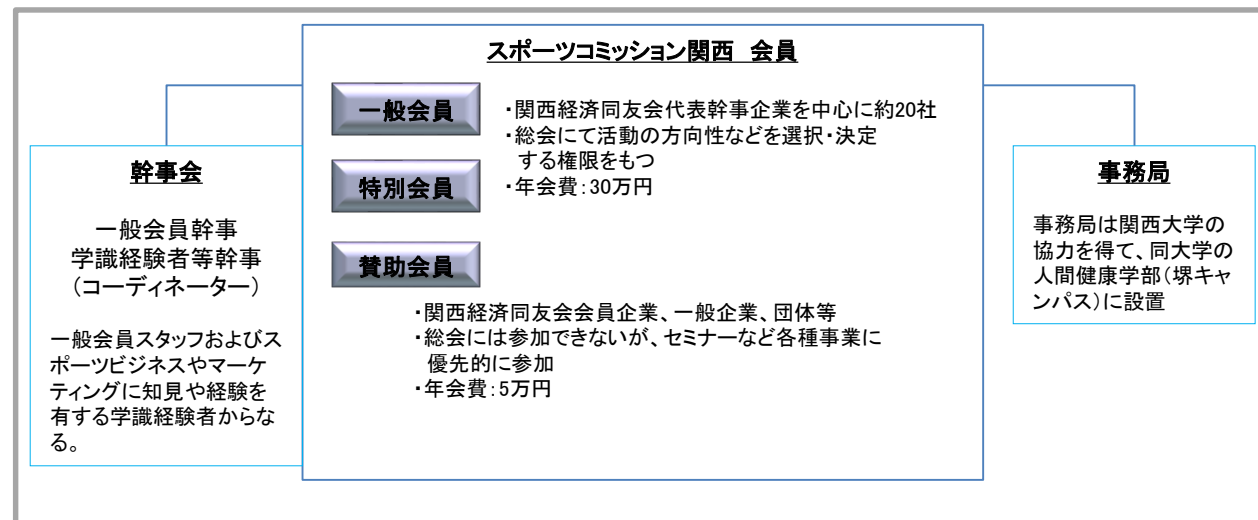 スポーツコミッション関西 会員
一般会員
・関西経済同友会代表幹事企業を中心に約20社
・総会にて活動の方向性などを選択・決定
する権限をもつ
特別会員
・年会費:30万円
賛助会員
・関西経済同友会会員企業、一般企業、団体等
・総会には参加できないが、セミナーなど各種事業に
優先的に参加
・年会費:5万円
幹事会
一般会員幹事
学識経験者等幹事
(コーディネーター)
一般会員スタッフおよびス
ポーツビジネスやマーケ
ティングに知見や経験を
有する学識経験者からな
る。
事務局
事務局は関西大学の
協力を得て、同大学の
人間健康学部(堺キャ
ンパス)に設置